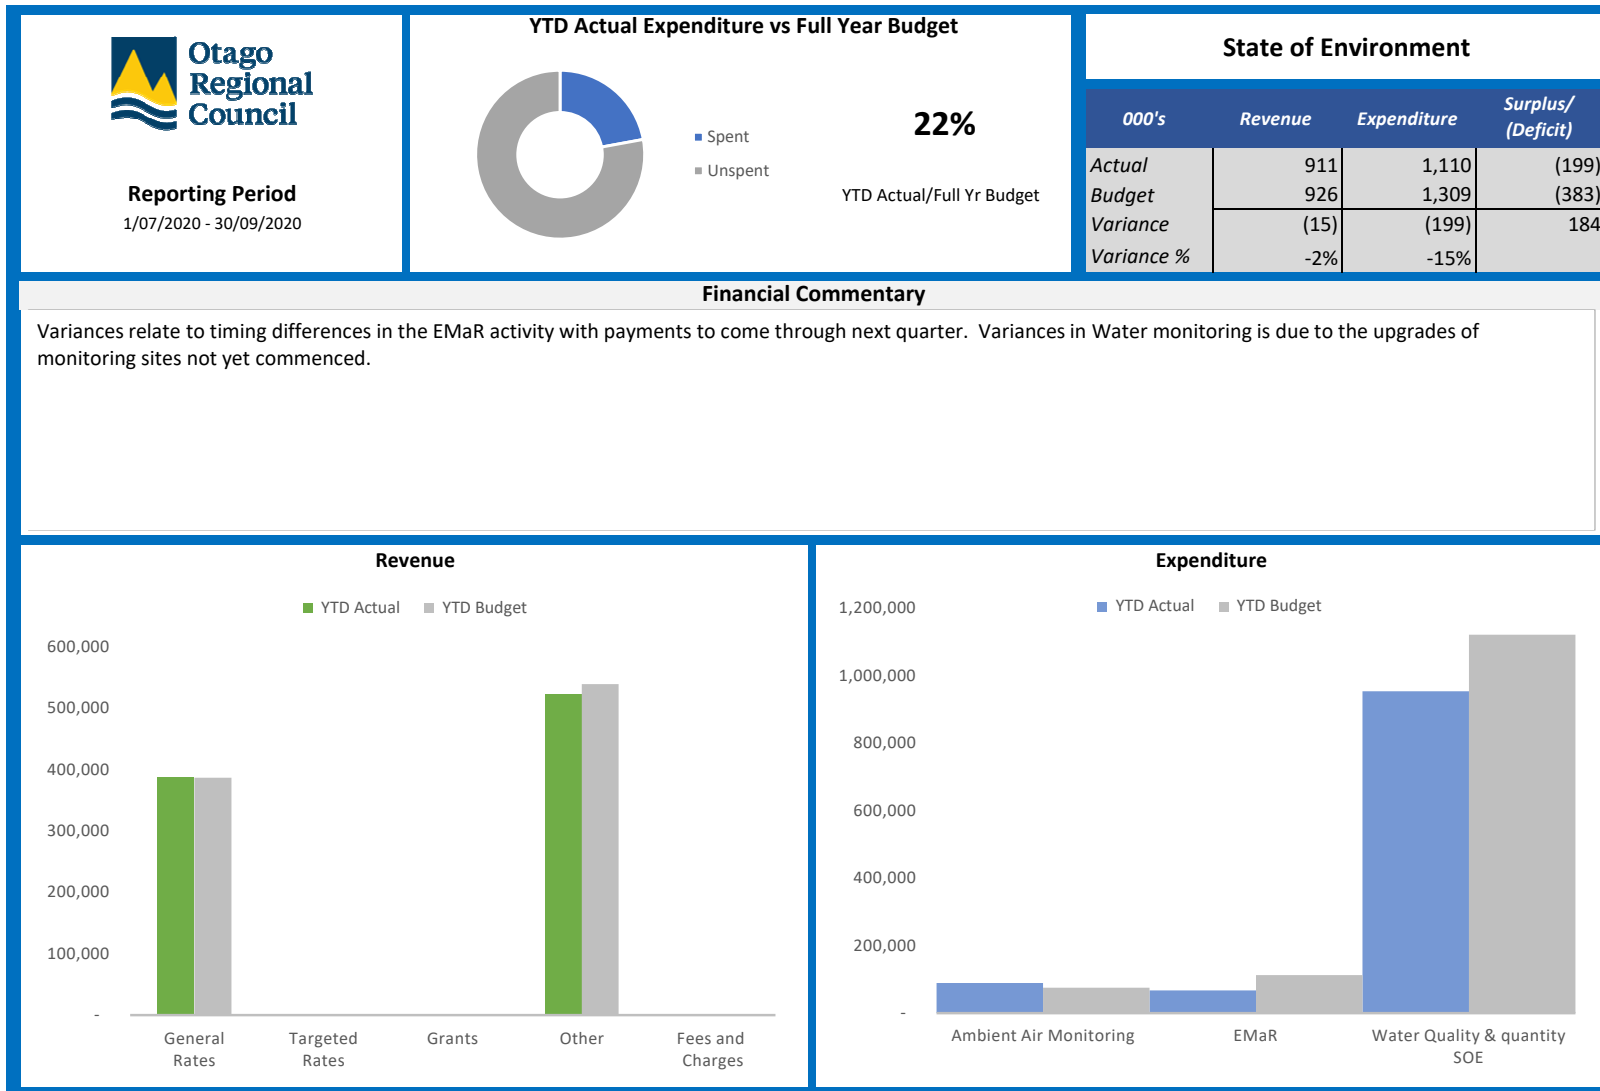 Otago
Regional
Council
Reporting Period
1/07/2020 - 30/09/2020
YTD Actual Expenditure vs Full Year Budget
Spent
Unspent
22%
YTD Actual/Full Yr Budget
State of Environment
000's Revenue Expenditure Surplus/ (Deficit)
Actual 911 1,110 (199)
Budget 926 1,309 (383)
Variance (15) (199) 184
Variance % -2% -15%
Financial Commentary
Variances relate to timing differences in the EMaR activity with payments to come through next quarter.  Variances in Water monitoring is due to the upgrades of
monitoring sites not yet commenced.
Revenue
YTD Actual YTD Budget
600,000
500,000
400,000
300,000
200,000
100,000
-
General Rates
Targeted Rates
Grants
Other
Fees and Charges
Expenditure
YTD Actual YTD Budget
1,200,000
1,000,000
800,000
600,000
400,000
200,000
-
Ambient Air Monitoring
EMaR
Water Quality & quantity SOE